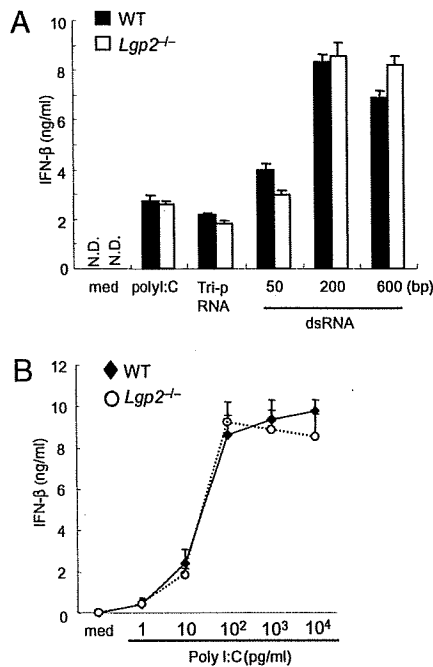 A
WT
Lgp2–/–
IFN-β (ng/ml)
10
8
6
4
2
0
N.D.
N.D.
med
polyI:C
Tri-p
RNA
50
200
600 (bp)
dsRNA
B
WT
Lgp2–/–
IFN-β (ng/ml)
12
10
8
6
4
2
0
med
1
10
10²
10³
10⁴
Poly I:C (pg/ml)